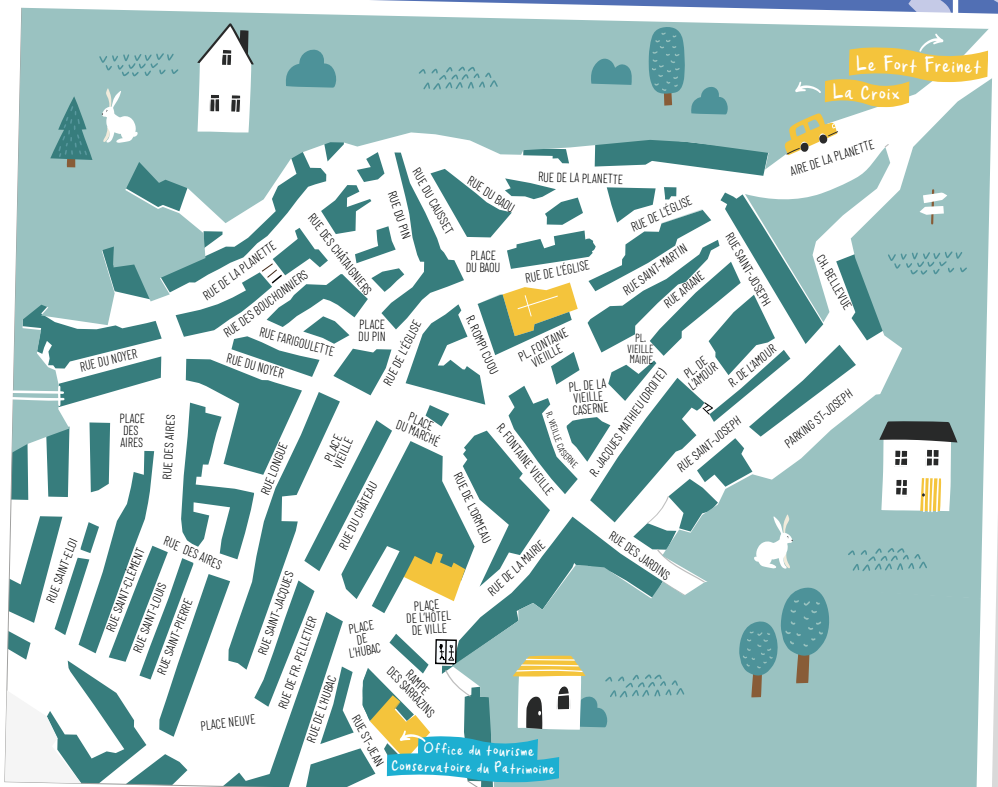 Le Fort Freinet
La Croix
AIRE DE LA PLANETTE
RUE DE LA PLANETTE
RUE DU BAOU
RUE DU CAUSSET
RUE DU PIN
RUE DES CHÂTAIGNIERS
RUE DE LA PLANETTE
RUE DES BOUCHONNIERS
RUE DE L'ÉGLISE
RUE SAINT-MARTIN
RUE ARIANE
RUE SAINT-JOSEPH
CH. BELLEVUE
PLACE
DU BAOU
RUE DE L'ÉGLISE
RUE FARIGOULETTE
PLACE
DU PIN
RUE DE L'ÉGLISE
R. ROMPI CUOU
PL. FONTAINE
VIEILLE
PL.
VIEILLE
MAIRIE
PL. DE
L'AMOUR
R. DE L'AMOUR
RUE DU NOYER
RUE DU NOYER
PL. DE LA
VIEILLE
CASERNE
R. JACQUES MATHIEU (DROITE)
RUE SAINT-JOSEPH
PARKING ST-JOSEPH
PLACE
DES
AIRES
RUE DES AIRES
RUE LONGUE
PLACE
VIEILLE
PLACE
DU MARCHÉ
R. FONTAINE VIEILLE
R. VIEILLE CASERNE
RUE DU CHÂTEAU
RUE DE L'ORMEAU
RUE DE LA MAIRIE
RUE DES JARDINS
RUE SAINT-ELOI
RUE SAINT-CLÉMENT
RUE SAINT-LOUIS
RUE SAINT-PIERRE
RUE DES AIRES
RUE SAINT-JACQUES
RUE DE FR. PELLETIER
RUE DE L'HUBAC
PLACE
DE
L'HUBAC
PLACE
DE L'HÔTEL
DE VILLE
RAMPE
DES SARRAZINS
PLACE NEUVE
RUE ST-JEAN
Office du tourisme
Conservatoire du Patrimoine